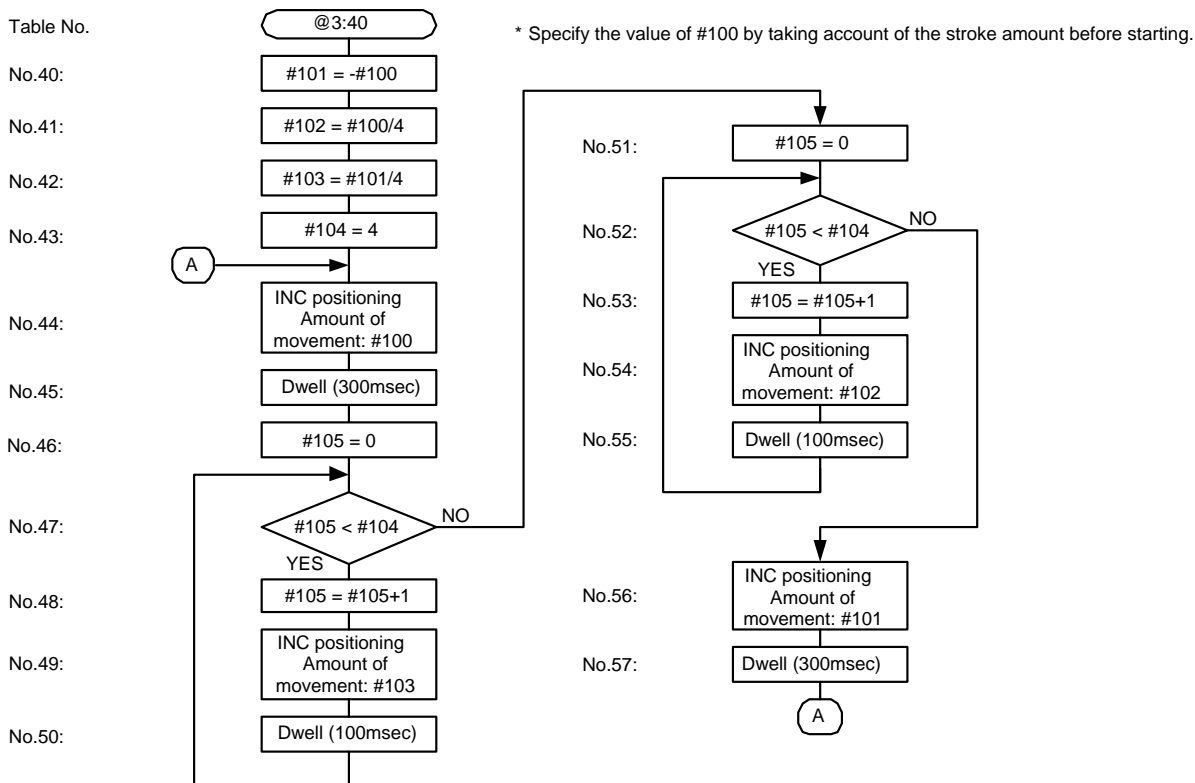 Table No.
@3:40
* Specify the value of #100 by taking account of the stroke amount before starting.
No.40:
#101 = -#100
No.41:
#102 = #100/4
No.42:
#103 = #101/4
No.43:
#104 = 4
A
No.44:
INC positioning
Amount of
movement: #100
No.45:
Dwell (300msec)
No.46:
#105 = 0
No.47:
#105 < #104
NO
YES
No.48:
#105 = #105+1
No.49:
INC positioning
Amount of
movement: #103
No.50:
Dwell (100msec)
No.51:
#105 = 0
No.52:
#105 < #104
NO
YES
No.53:
#105 = #105+1
No.54:
INC positioning
Amount of
movement: #102
No.55:
Dwell (100msec)
No.56:
INC positioning
Amount of
movement: #101
No.57:
Dwell (300msec)
A